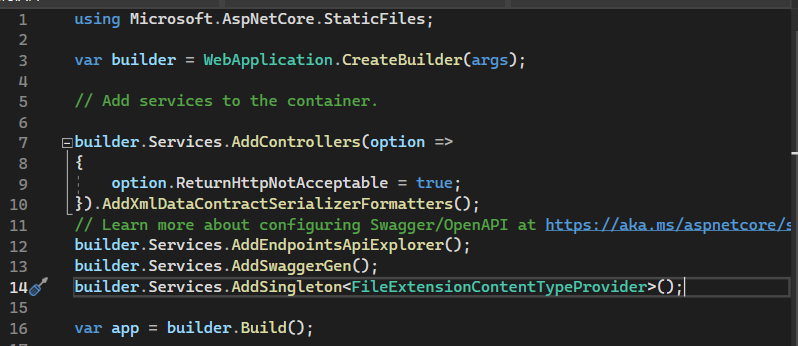 1 using Microsoft.AspNetCore.StaticFiles;
2
3 var builder = WebApplication.CreateBuilder(args);
4
5 // Add services to the container.
6
7 builder.Services.AddControllers(option =>
8 {
9 option.ReturnHttpNotAcceptable = true;
10 }).AddXmlDataContractSerializerFormatters();
11 // Learn more about configuring Swagger/OpenAPI at https://aka.ms/aspnetcore/s
12 builder.Services.AddEndpointsApiExplorer();
13 builder.Services.AddSwaggerGen();
14 builder.Services.AddSingleton<FileExtensionContentTypeProvider>();
15
16 var app = builder.Build();